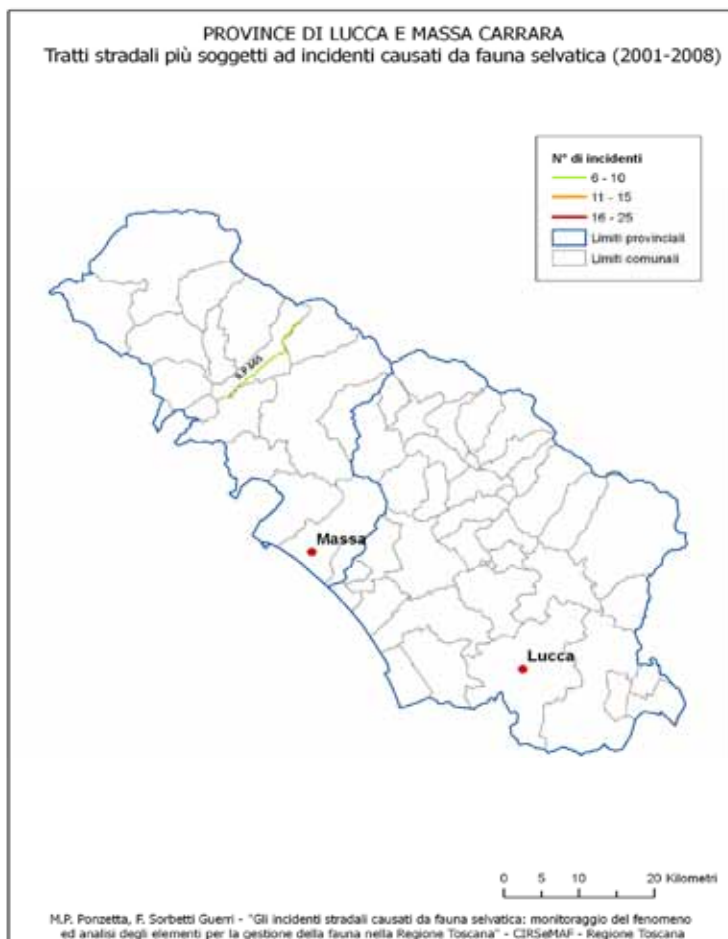 PROVINCE DI LUCCA E MASSA CARRARA
Tratti stradali più soggetti ad incidenti causati da fauna selvatica (2001-2008)
N° di incidenti
6 - 10
11 - 15
16 - 25
Limiti provinciali
Limiti comunali
S.P. 665
Massa
Lucca
0 5 10 20 Kilometri
M.P. Ponzetta, F. Sorbetti Guerri - "Gli incidenti stradali causati da fauna selvatica: monitoraggio del fenomeno
ed analisi degli elementi per la gestione della fauna nella Regione Toscana" - CIRSeMAF - Regione Toscana